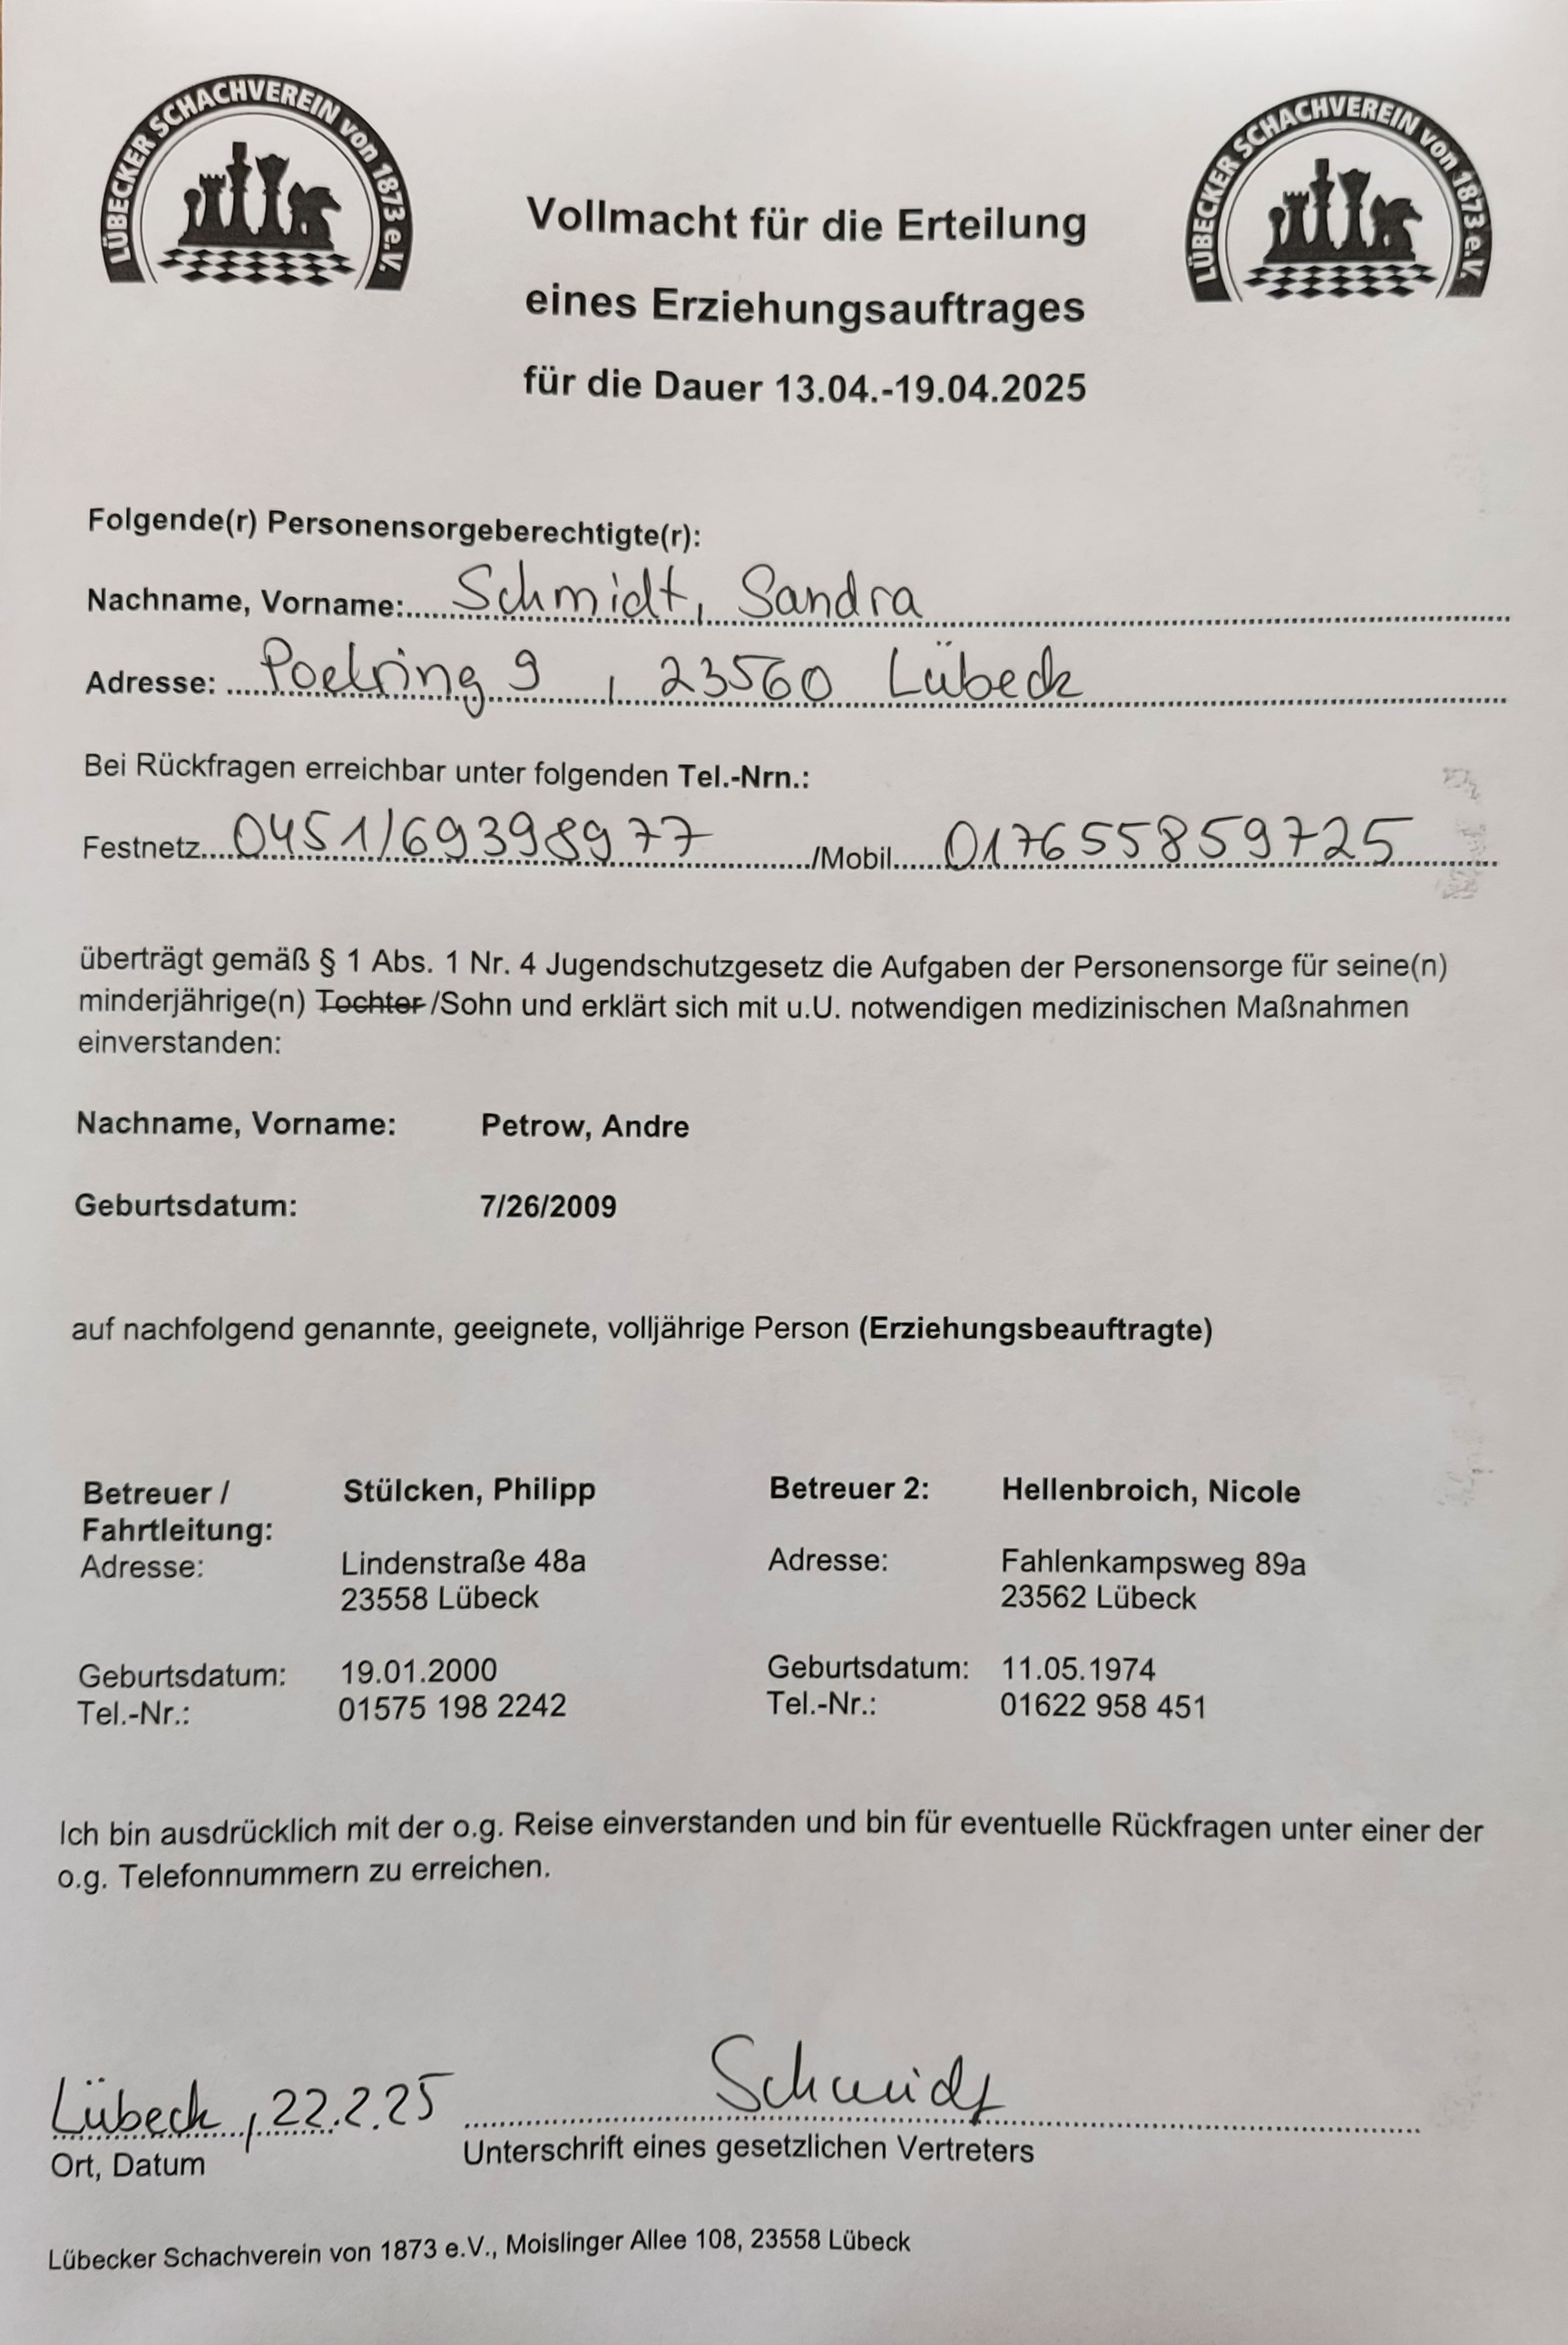 LÜBECKER SCHACHVEREIN von 1873 e.V.
LÜBECKER SCHACHVEREIN von 1873 e.V.
Vollmacht für die Erteilung
eines Erziehungsauftrages
für die Dauer 13.04.-19.04.2025
Folgende(r) Personensorgeberechtigte(r):
Nachname, Vorname: Schmidt, Sandra
Adresse: Poelring 9, 23560 Lübeck
Bei Rückfragen erreichbar unter folgenden Tel.-Nrn.:
Festnetz 0451/69398977 /Mobil 017655859725
überträgt gemäß § 1 Abs. 1 Nr. 4 Jugendschutzgesetz die Aufgaben der Personensorge für seine(n)
minderjährige(n) Tochter /Sohn und erklärt sich mit u.U. notwendigen medizinischen Maßnahmen
einverstanden:
Nachname, Vorname: Petrow, Andre
Geburtsdatum: 7/26/2009
auf nachfolgend genannte, geeignete, volljährige Person (Erziehungsbeauftragte)
Betreuer / Stülcken, Philipp Betreuer 2: Hellenbroich, Nicole
Fahrtleitung:
Adresse: Lindenstraße 48a Adresse: Fahlenkampsweg 89a
23558 Lübeck 23562 Lübeck
Geburtsdatum: 19.01.2000 Geburtsdatum: 11.05.1974
Tel.-Nr.: 01575 198 2242 Tel.-Nr.: 01622 958 451
Ich bin ausdrücklich mit der o.g. Reise einverstanden und bin für eventuelle Rückfragen unter einer der
o.g. Telefonnummern zu erreichen.
Lübeck, 22.2.25 Schmidt
Ort, Datum Unterschrift eines gesetzlichen Vertreters
Lübecker Schachverein von 1873 e.V., Moislinger Allee 108, 23558 Lübeck